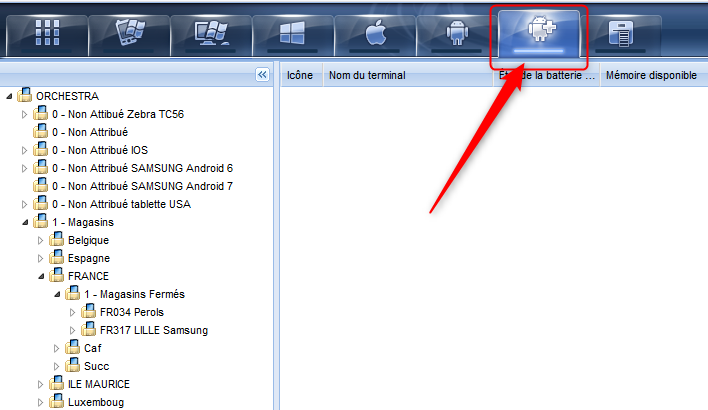 Icône Nom du terminal de la batterie ... Mémoire disponible
ORCHESTRA
0 - Non Attibué Zebra TC56
0 - Non Attribué
0 - Non Attribué IOS
0 - Non Attribué SAMSUNG Android 6
0 - Non Attribué SAMSUNG Android 7
0 - Non Attribué tablette USA
1 - Magasins
Belgique
Espagne
FRANCE
1 - Magasins Fermés
FR034 Perols
FR317 LILLE Samsung
Caf
Succ
ILE MAURICE
Luxemboug